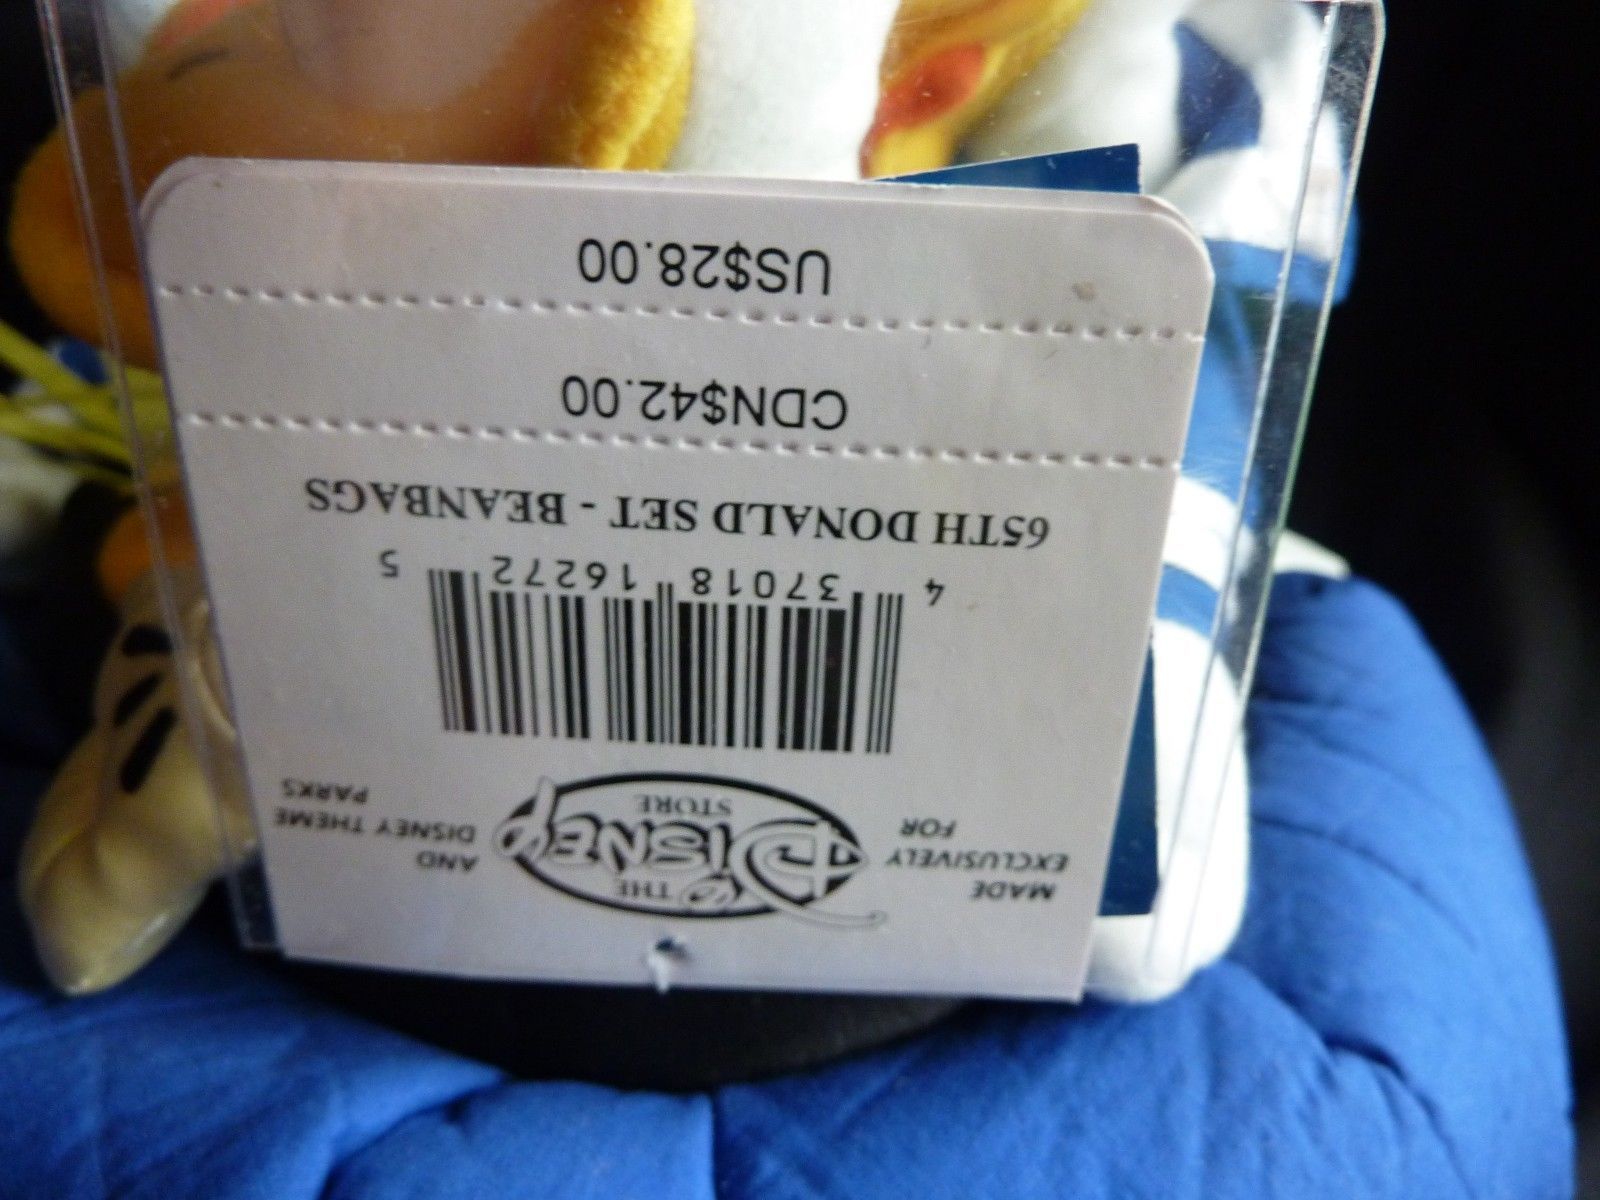 MADE
EXCLUSIVELY
FOR
THE
DISNEY
STORE
AND
DISNEY THEME
PARKS
4 37018 16272 5
65TH DONALD SET - BEANBAGS
CDN$42.00
US$28.00